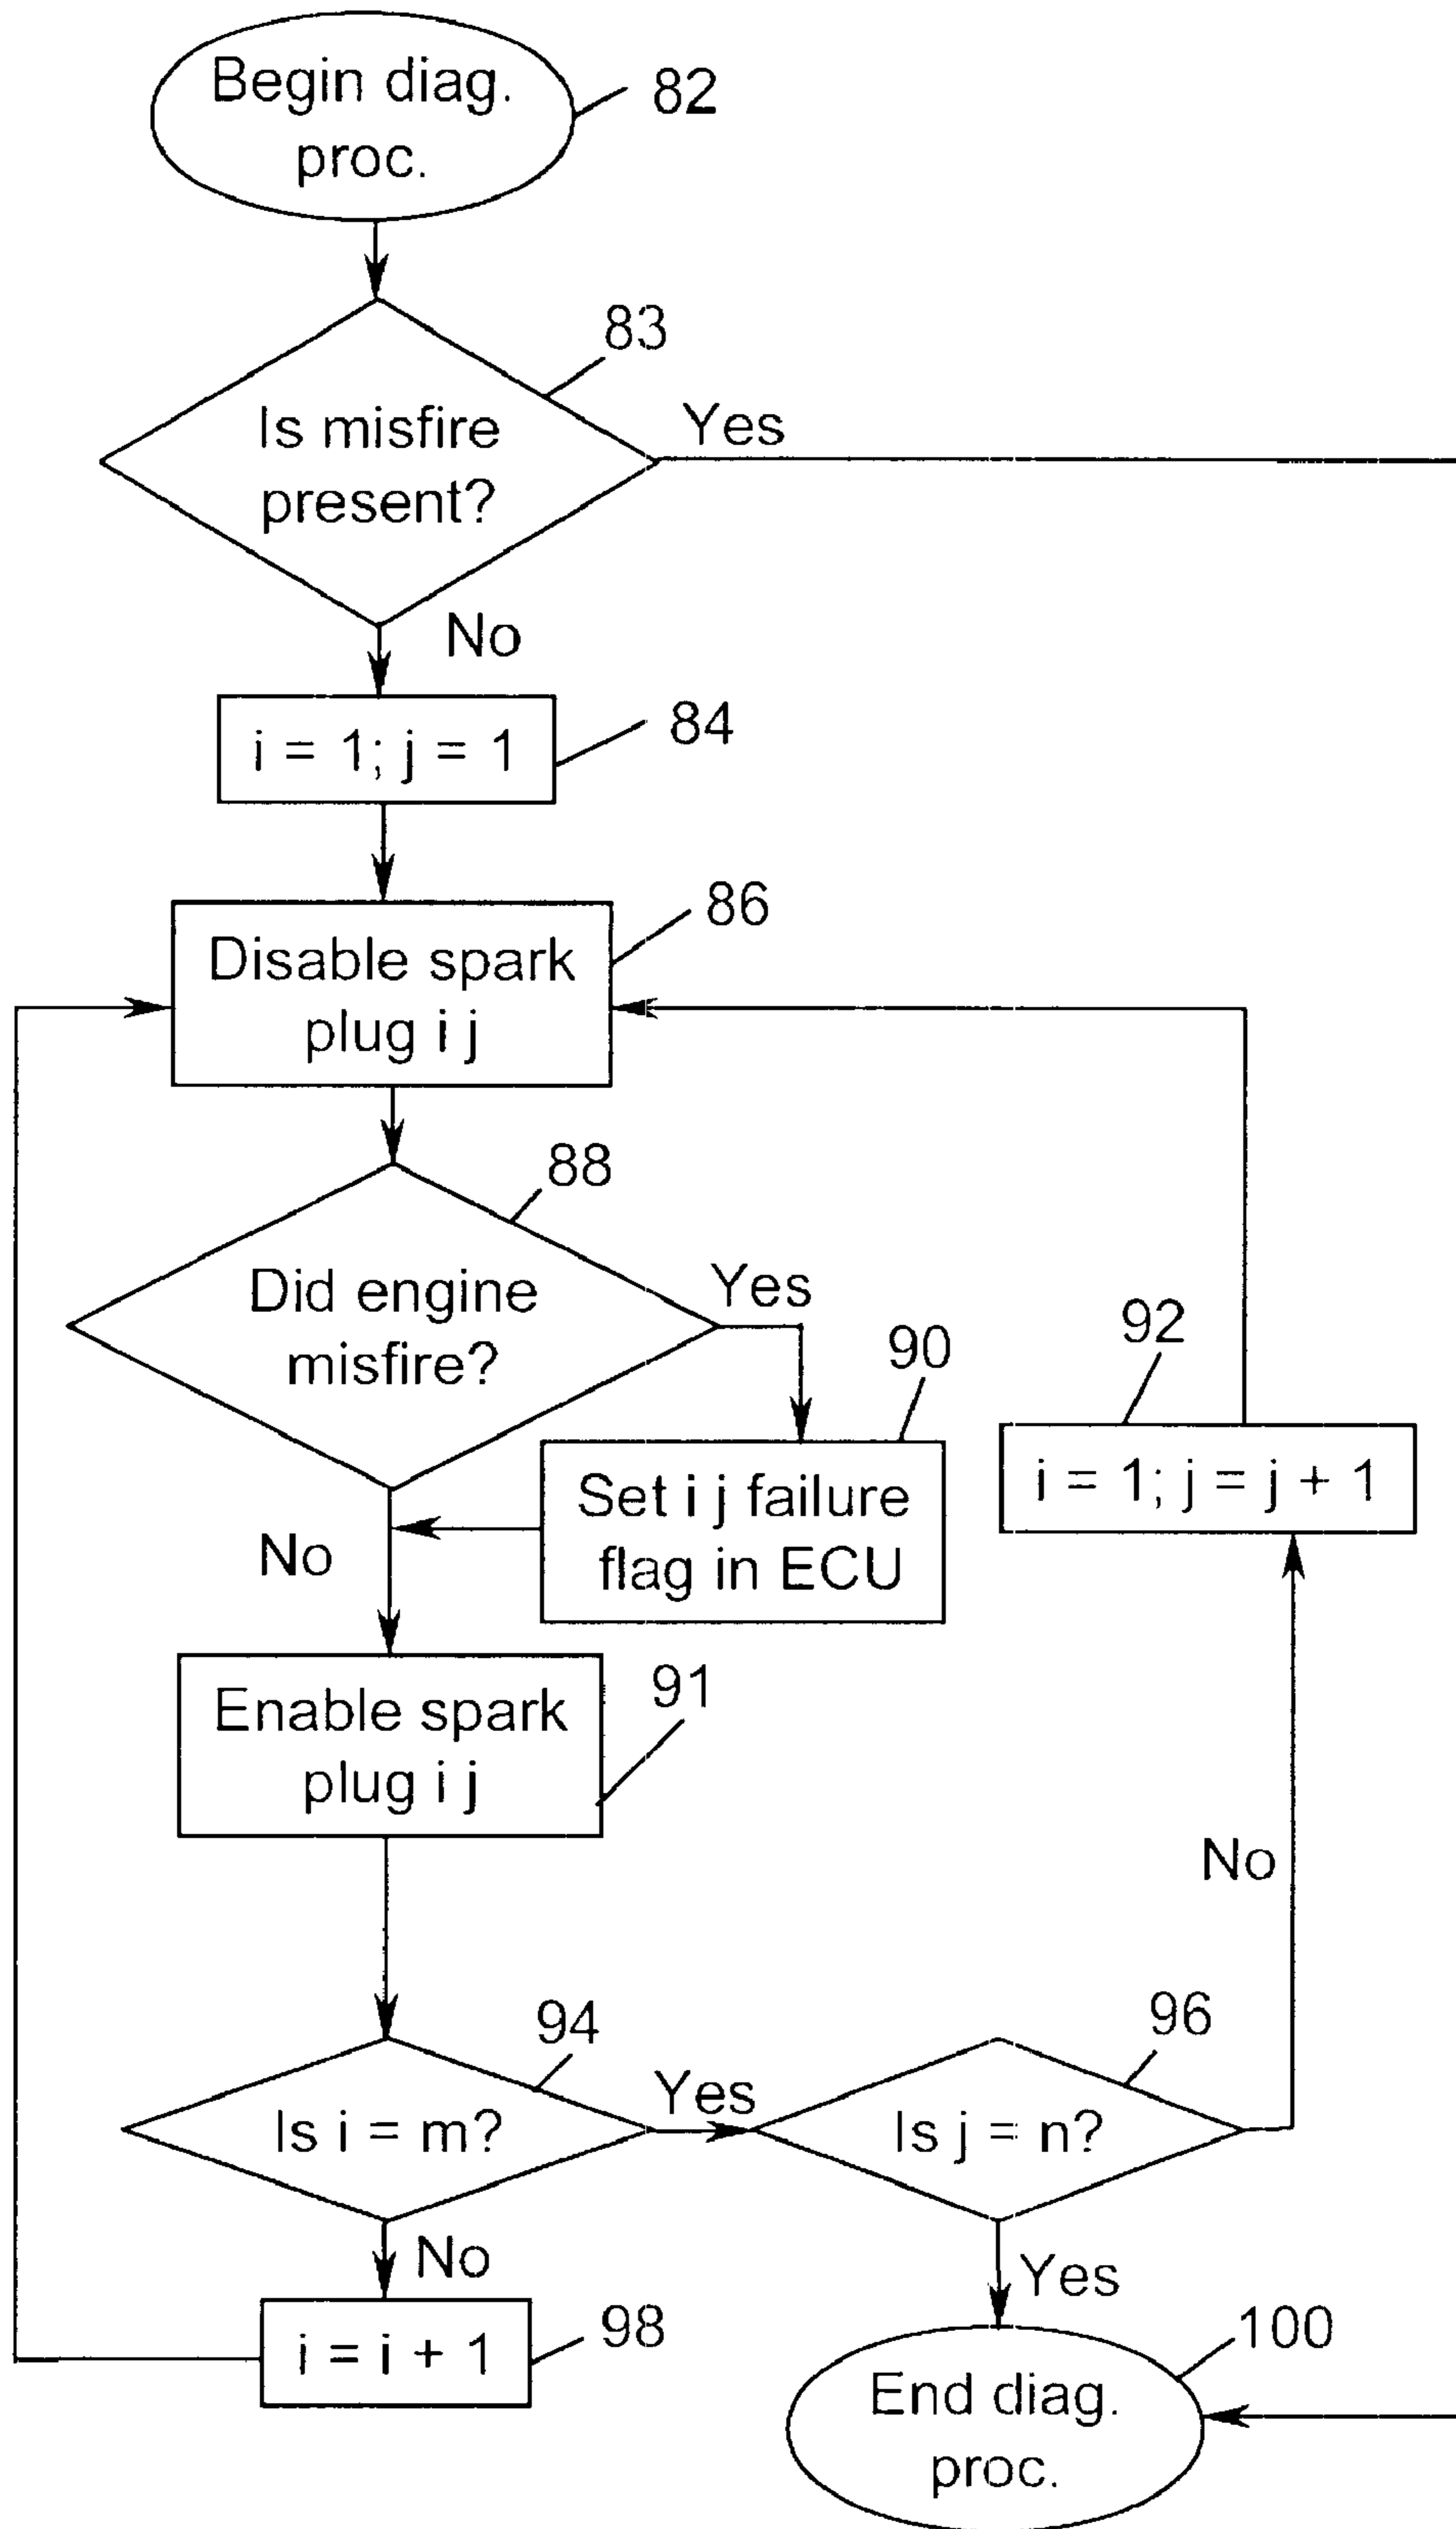 Begin diag.
proc.
82
83
Is misfire
present?
Yes
No
i = 1; j = 1
84
86
Disable spark
plug i j
88
Did engine
misfire?
Yes
90
92
Set i j failure
flag in ECU
i = 1; j = j + 1
No
Enable spark
plug i j
91
No
94
96
Is i = m?
Yes
Is j = n?
No
Yes
i = i + 1
98
100
End diag.
proc.